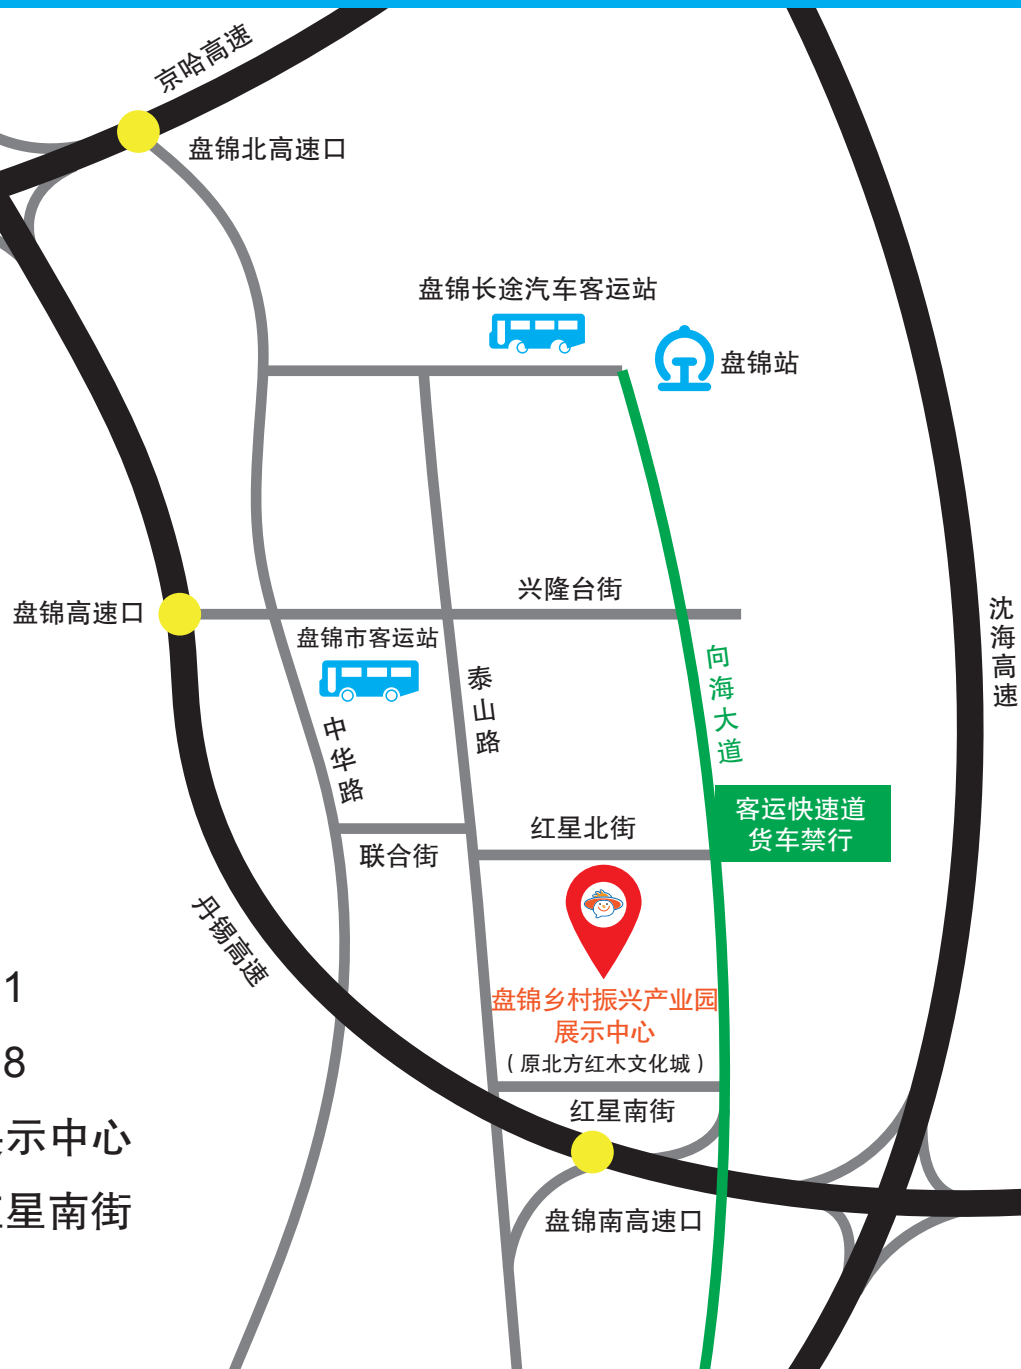 京哈高速
盘锦北高速口
盘锦长途汽车客运站
盘锦站
兴隆台街
盘锦高速口
沈海高速
盘锦市客运站
向海大道
泰山路
中华路
客运快速道
货车禁行
红星北街
联合街
丹锡高速
1
盘锦乡村振兴产业园
展示中心
（原北方红木文化城）
8
红星南街
示中心
星南街
盘锦南高速口